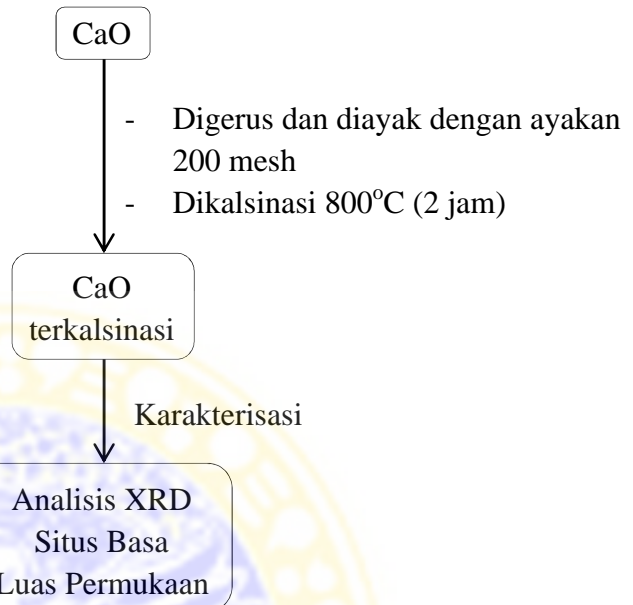 CaO
- Digerus dan diayak dengan ayakan
200 mesh
- Dikalsinasi 800°C (2 jam)
CaO
terkalsinasi
Karakterisasi
Analisis XRD
Situs Basa
Luas Permukaan